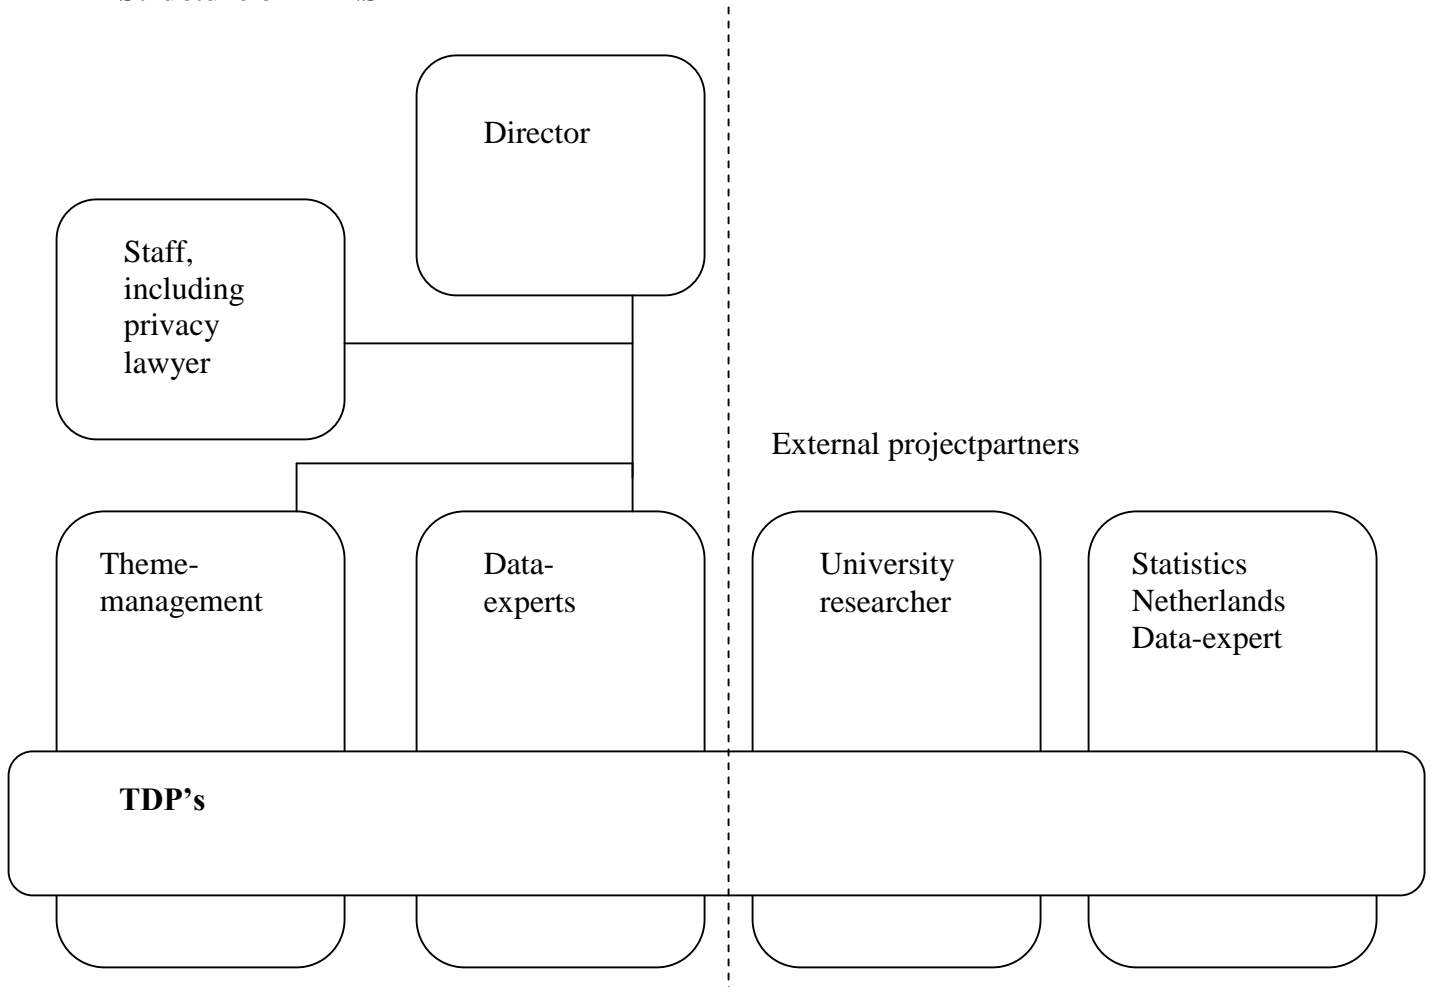 Director
Staff,
including
privacy
lawyer
External projectpartners
Theme-
management
Data-
experts
University
researcher
Statistics
Netherlands
Data-expert
TDP’s